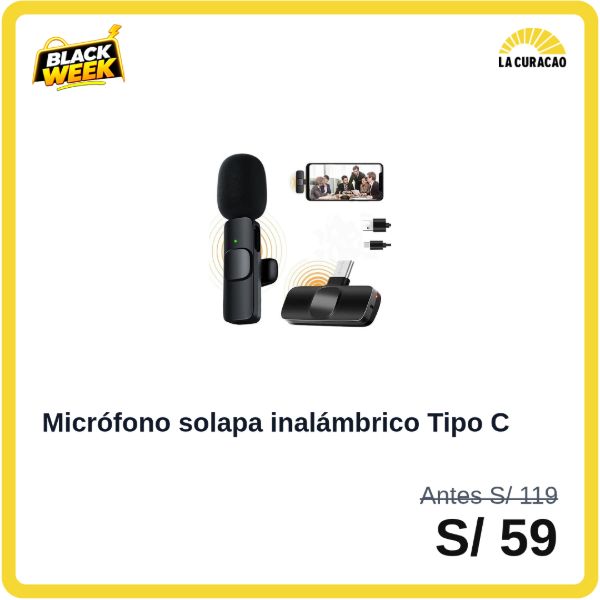 BLACK
WEEK
LA CURACAO
Micrófono solapa inalámbrico Tipo C
Antes S/ 119
S/ 59